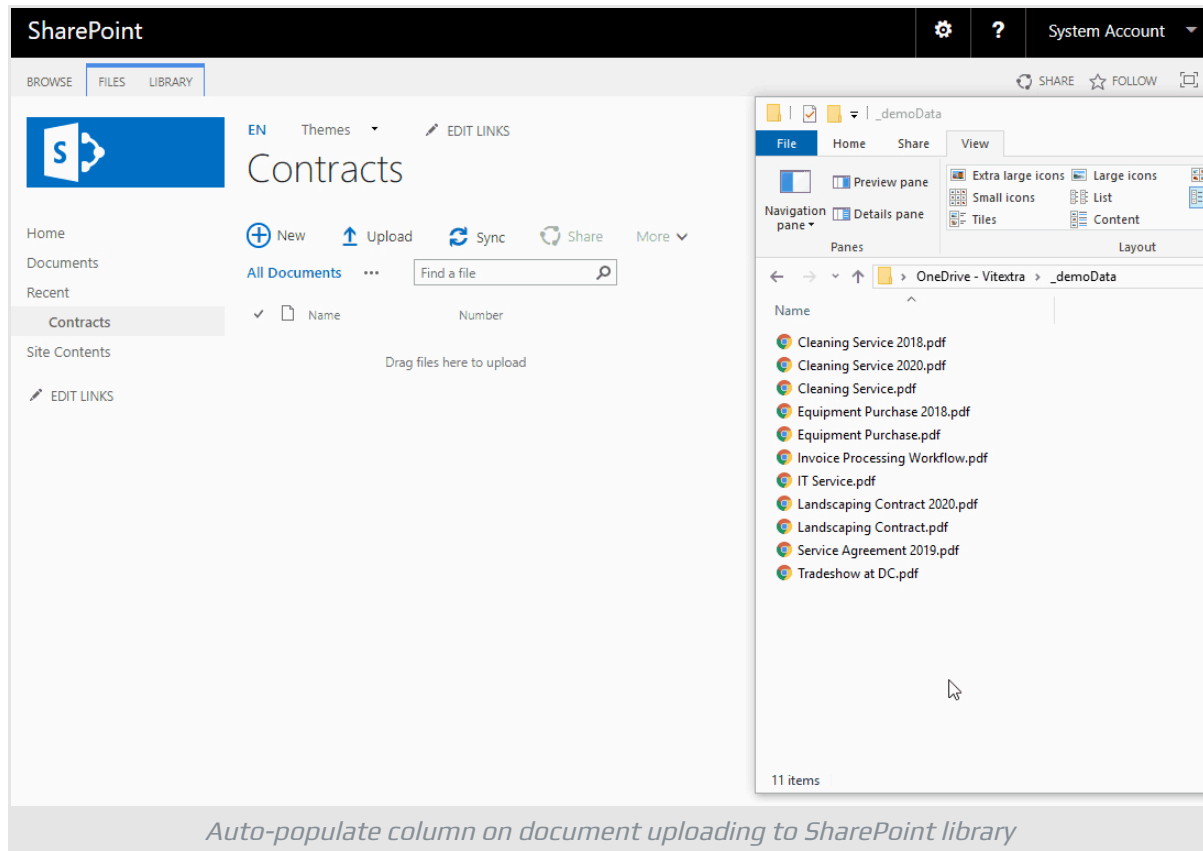 SharePoint
? System Account
BROWSE FILES LIBRARY
SHARE FOLLOW
S
EN Themes EDIT LINKS
Contracts
Home
Documents
Recent
Contracts
Site Contents
EDIT LINKS
New Upload Sync Share More
All Documents ... Find a file
Name Number
Drag files here to upload
_demoData
File Home Share View
Navigation pane
Preview pane
Details pane
Panes
Extra large icons Large icons
Small icons List
Tiles Content
Layout
OneDrive - Vitextra > _demoData
Name
Cleaning Service 2018.pdf
Cleaning Service 2020.pdf
Cleaning Service.pdf
Equipment Purchase 2018.pdf
Equipment Purchase.pdf
Invoice Processing Workflow.pdf
IT Service.pdf
Landscaping Contract 2020.pdf
Landscaping Contract.pdf
Service Agreement 2019.pdf
Tradeshow at DC.pdf
11 items
Auto-populate column on document uploading to SharePoint library